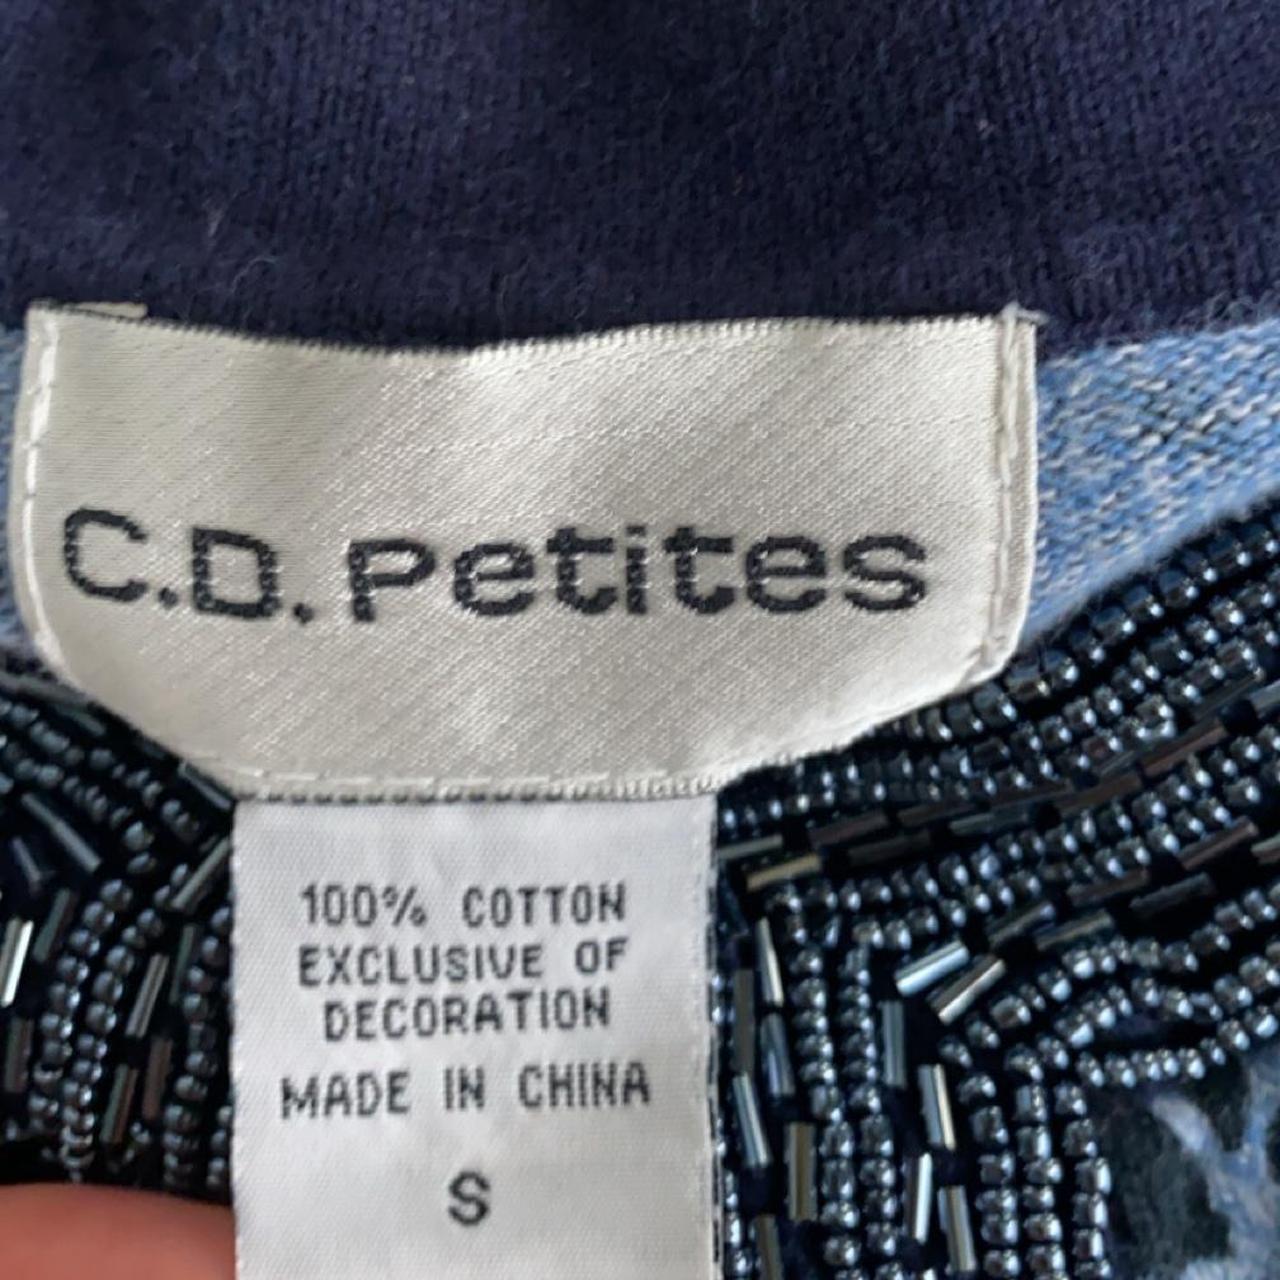 C.D. Petites
100% COTTON
EXCLUSIVE OF
DECORATION
MADE IN CHINA
S